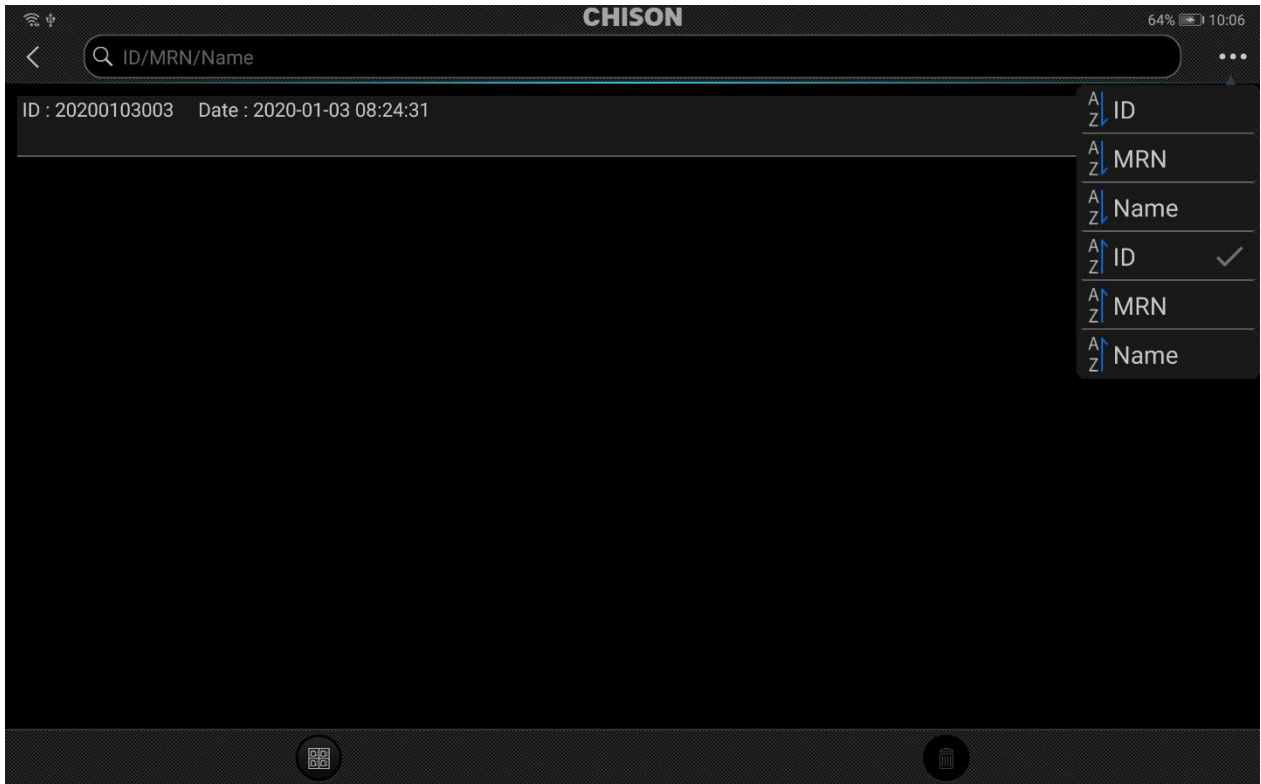 CHISON
64% 10:06
ID/MRN/Name
ID : 20200103003 Date : 2020-01-03 08:24:31
A Z ID
A Z MRN
A Z Name
A Z ID
A Z MRN
A Z Name